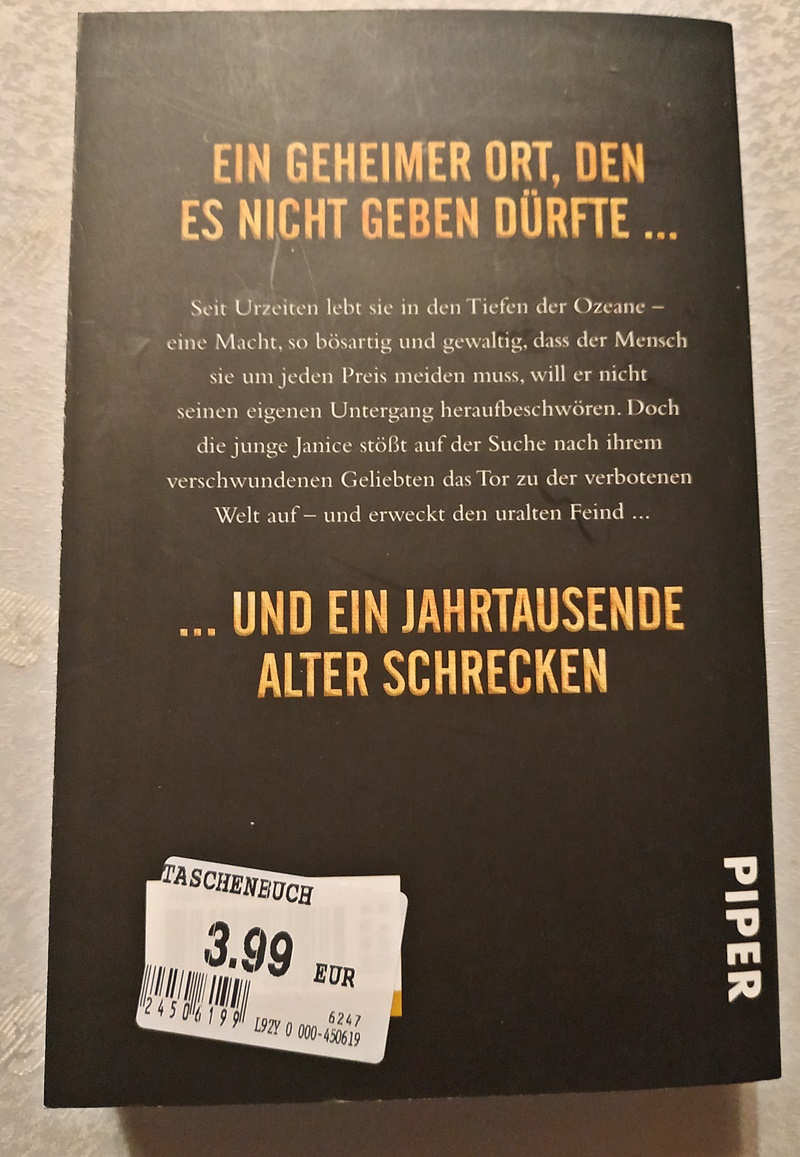 EIN GEHEIMER ORT, DEN
ES NICHT GEBEN DÜRFTE ...
Seit Urzeiten lebt sie in den Tiefen der Ozeane –
eine Macht, so bösartig und gewaltig, dass der Mensch
sie um jeden Preis meiden muss, will er nicht
seinen eigenen Untergang heraufbeschwören. Doch
die junge Janice stößt auf der Suche nach ihrem
verschwundenen Geliebten das Tor zu der verbotenen
Welt auf – und erweckt den uralten Feind ...
... UND EIN JAHRTAUSENDE
ALTER SCHRECKEN
TASCHENBUCH
3.99 EUR
24506199
6247
L9ZY 0 000-450619
PIPER